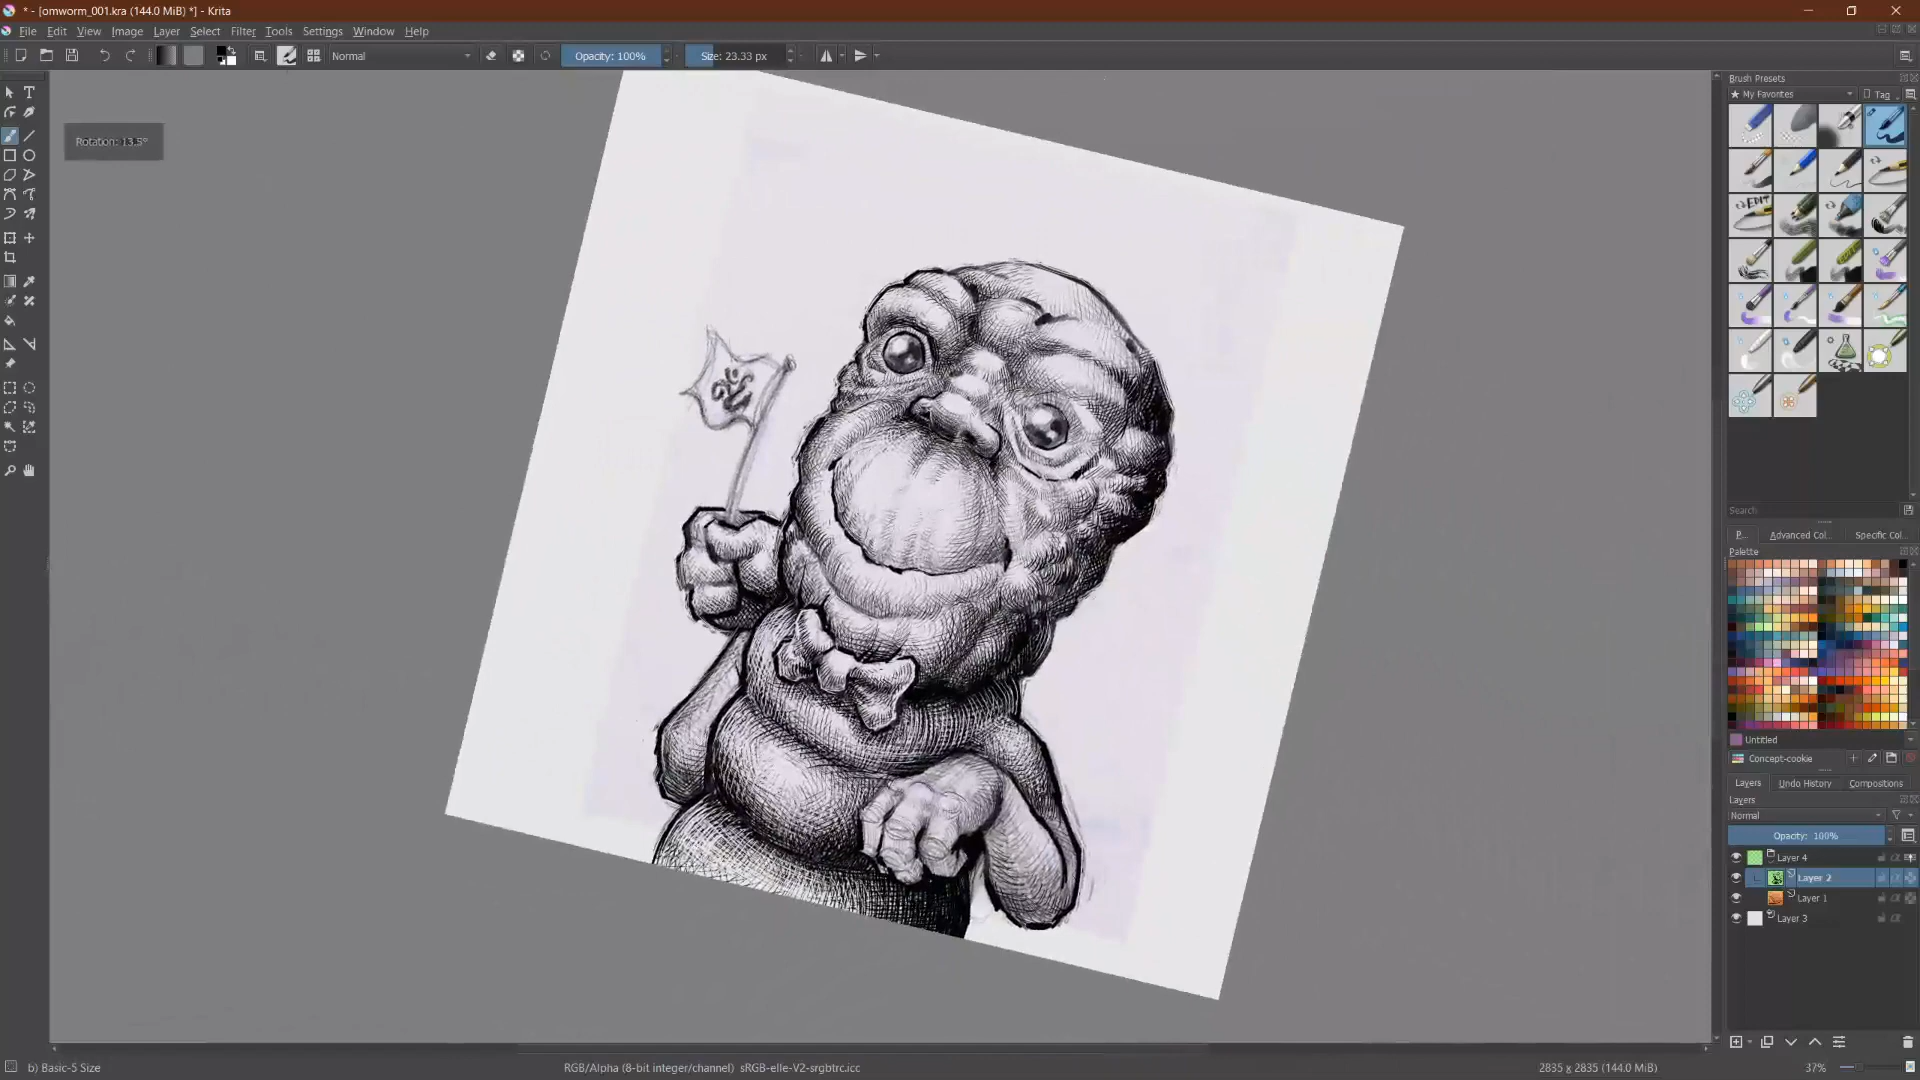 * - [omworm_001.kra (144.0 MiB) *] - Krita
File Edit View Image Layer Select Filter Tools Settings Window Help
Normal Opacity: 100% Size: 23.33 px
Rotation: 13.5°
Brush Presets
★ My Favorites Tag
Search
P... Advanced Col... Specific Col...
Palette
Untitled
Concept-cookie
Layers Undo History Compositions
Layers
Normal
Opacity: 100%
Layer 4
Layer 2
Layer 1
Layer 3
b) Basic-5 Size RGB/Alpha (8-bit integer/channel) sRGB-elle-V2-srgbtrc.icc 2835 x 2835 (144.0 MiB) 37%